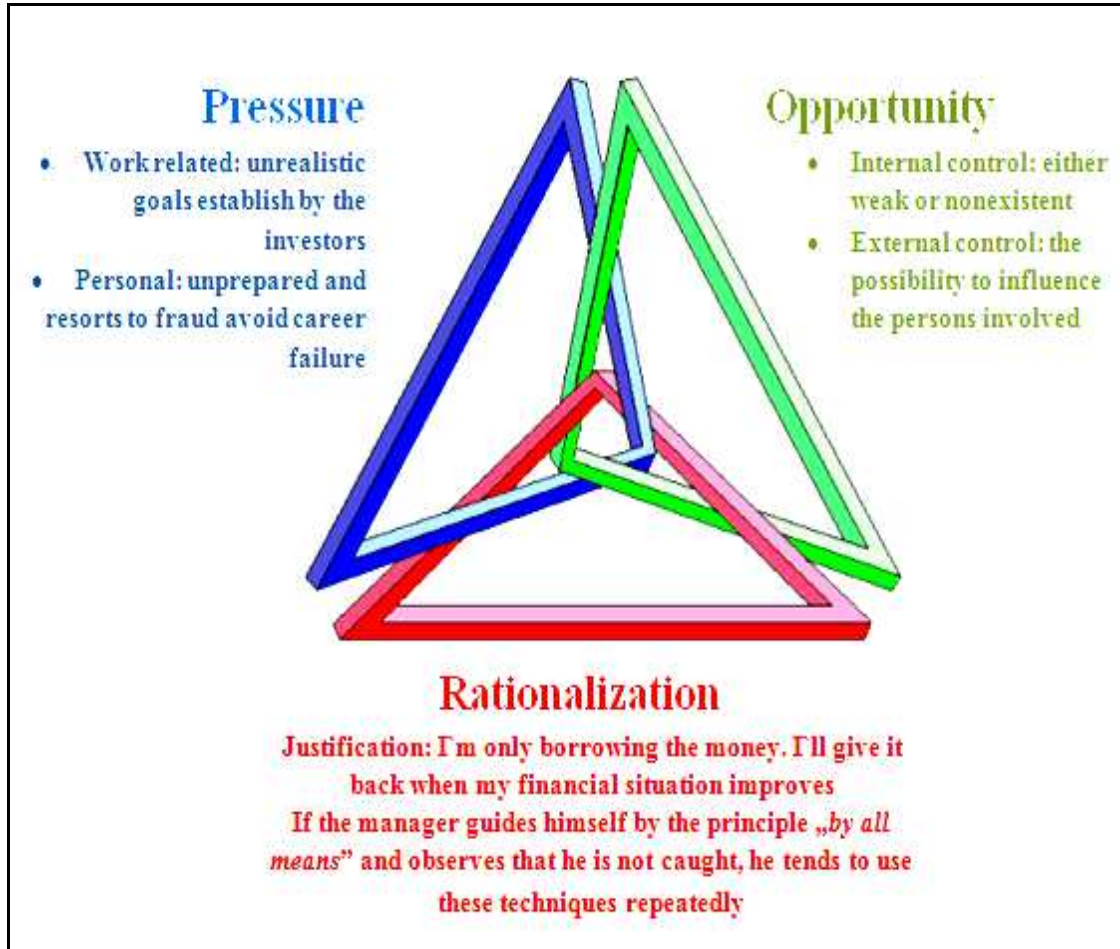 Pressure
• Work related: unrealistic
goals establish by the
investors
• Personal: unprepared and
resorts to fraud avoid career
failure
Opportunity
• Internal control: either
weak or nonexistent
• External control: the
possibility to influence
the persons involved
Rationalization
Justification: I'm only borrowing the money. I'll give it
back when my financial situation improves
If the manager guides himself by the principle „by all
means” and observes that he is not caught, he tends to use
these techniques repeatedly